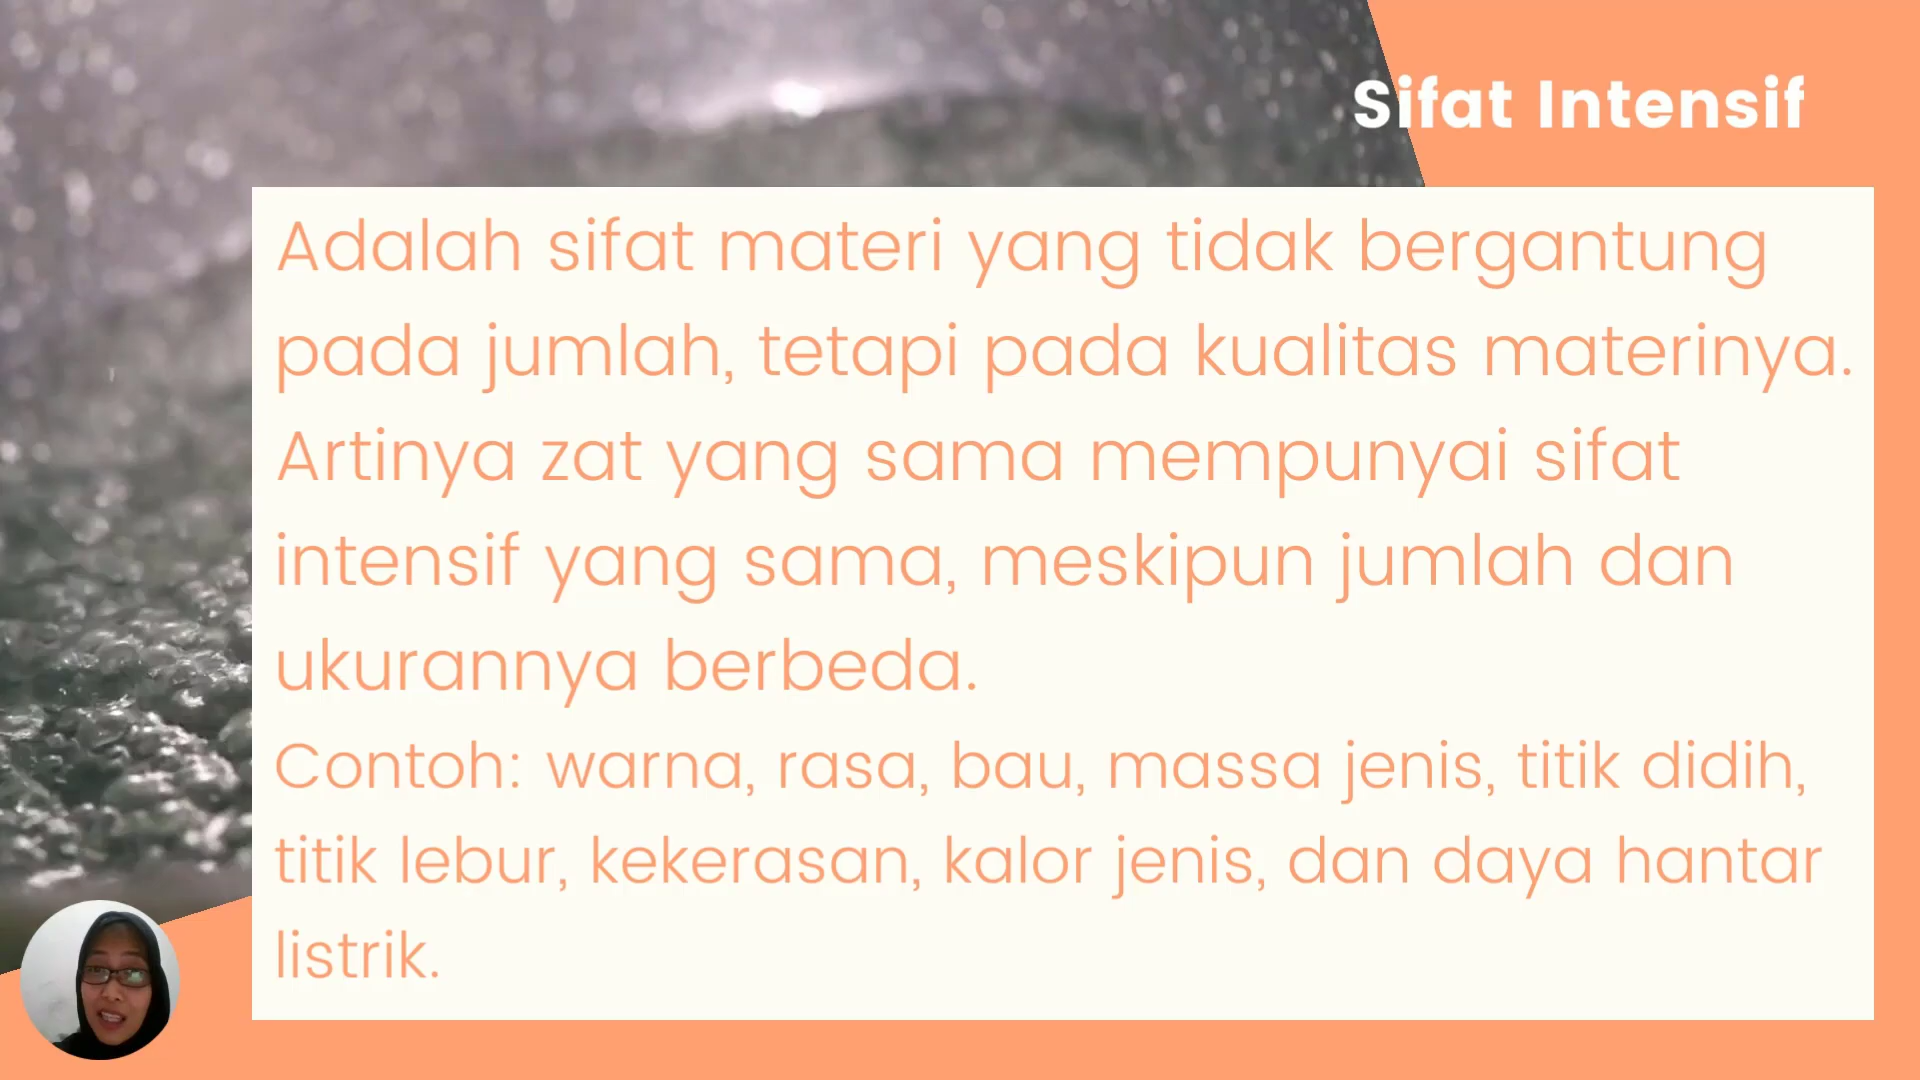 Sifat Intensif
Adalah sifat materi yang tidak bergantung
pada jumlah, tetapi pada kualitas materinya.
Artinya zat yang sama mempunyai sifat
intensif yang sama, meskipun jumlah dan
ukurannya berbeda.
Contoh: warna, rasa, bau, massa jenis, titik didih,
titik lebur, kekerasan, kalor jenis, dan daya hantar
listrik.